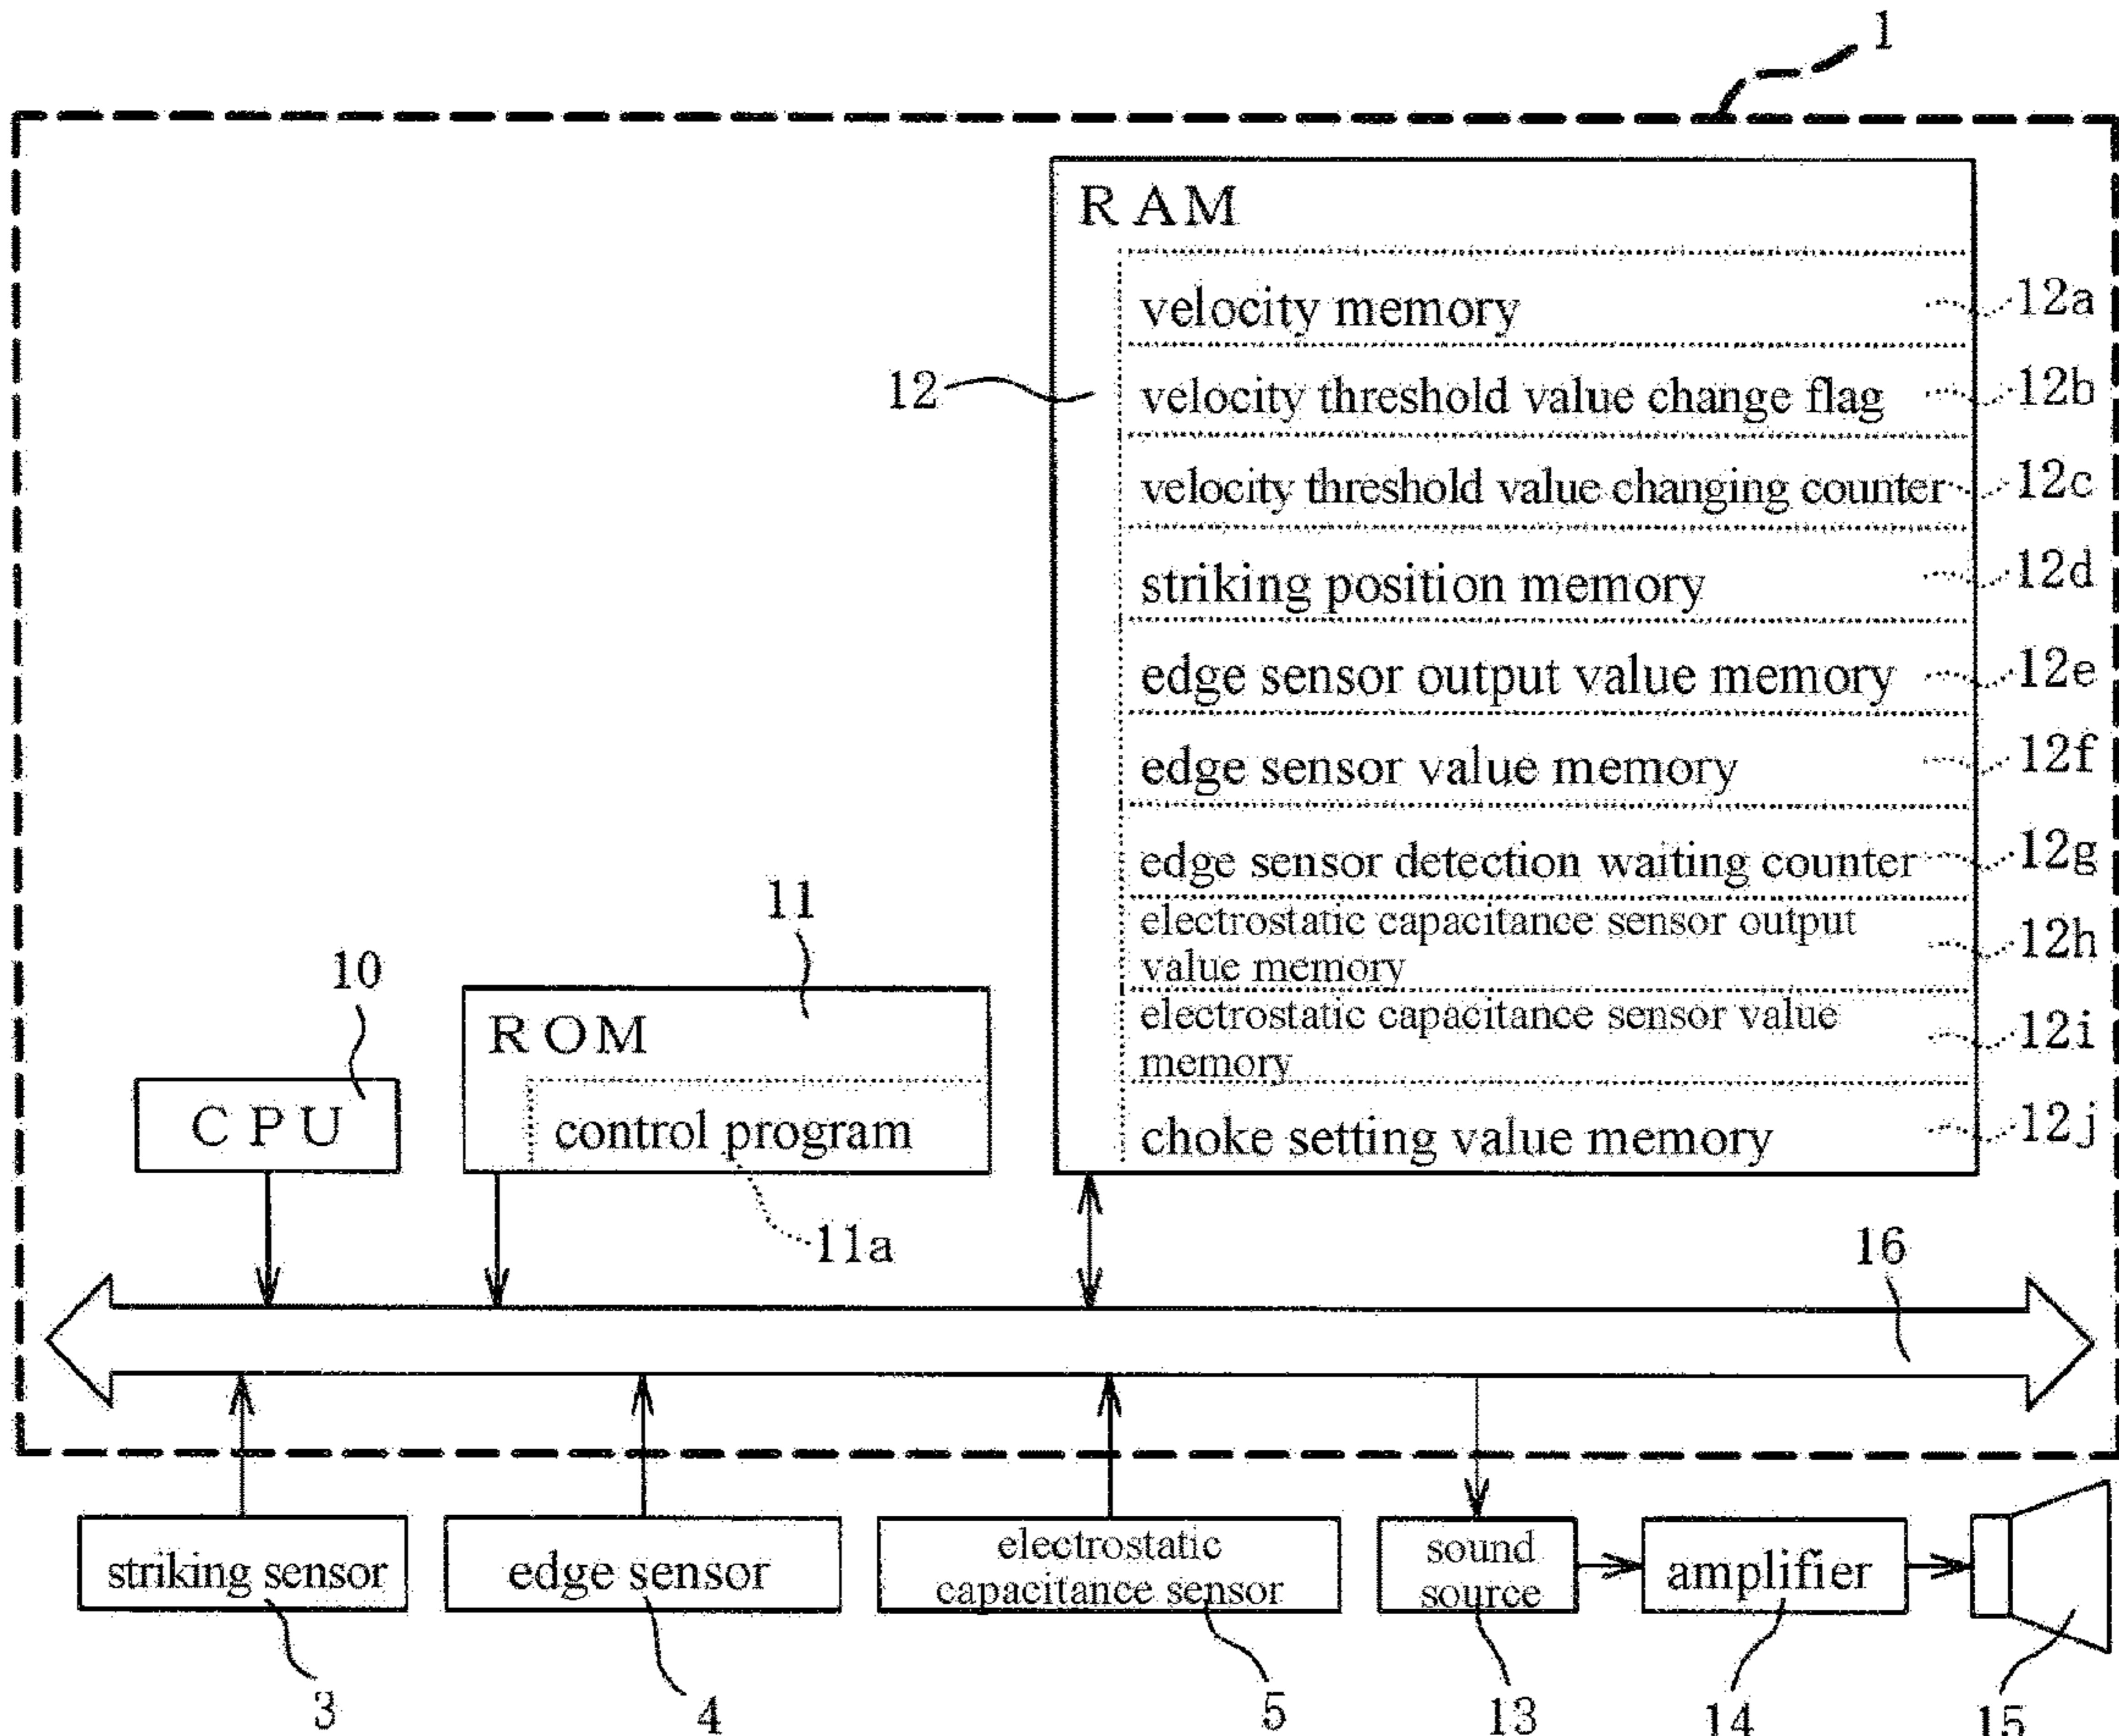 1
RAM
velocity memory
12a
12
velocity threshold value change flag
12b
velocity threshold value changing counter
12c
striking position memory
12d
edge sensor output value memory
12e
edge sensor value memory
12f
edge sensor detection waiting counter
12g
electrostatic capacitance sensor output
value memory
12h
electrostatic capacitance sensor value
memory
12i
choke setting value memory
12j
10
CPU
11
ROM
control program
11a
16
striking sensor
edge sensor
electrostatic
capacitance sensor
sound
source
amplifier
3
4
5
13
14
15